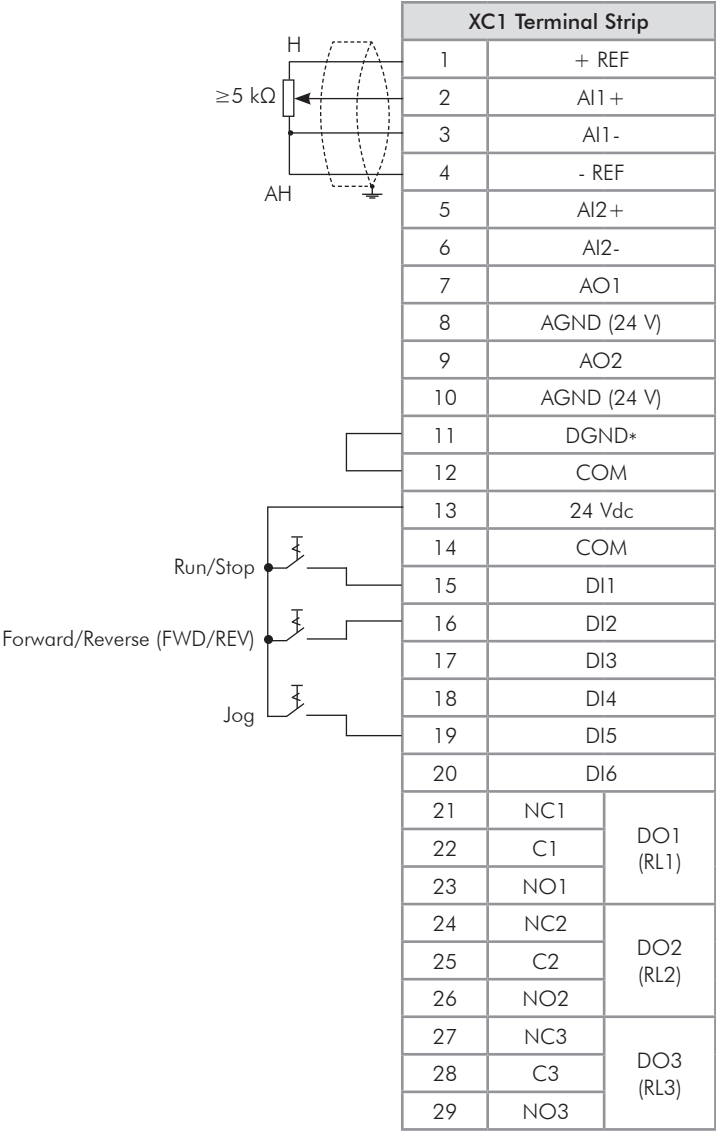 XC1 Terminal Strip
H
1 + REF
≥5 kΩ
2 AI1+
3 AI1-
4 - REF
AH
5 AI2+
6 AI2-
7 AO1
8 AGND (24 V)
9 AO2
10 AGND (24 V)
11 DGND*
12 COM
13 24 Vdc
14 COM
Run/Stop
15 DI1
16 DI2
Forward/Reverse (FWD/REV)
17 DI3
18 DI4
Jog
19 DI5
20 DI6
21 NC1
22 C1
23 NO1
DO1
(RL1)
24 NC2
25 C2
26 NO2
DO2
(RL2)
27 NC3
28 C3
29 NO3
DO3
(RL3)